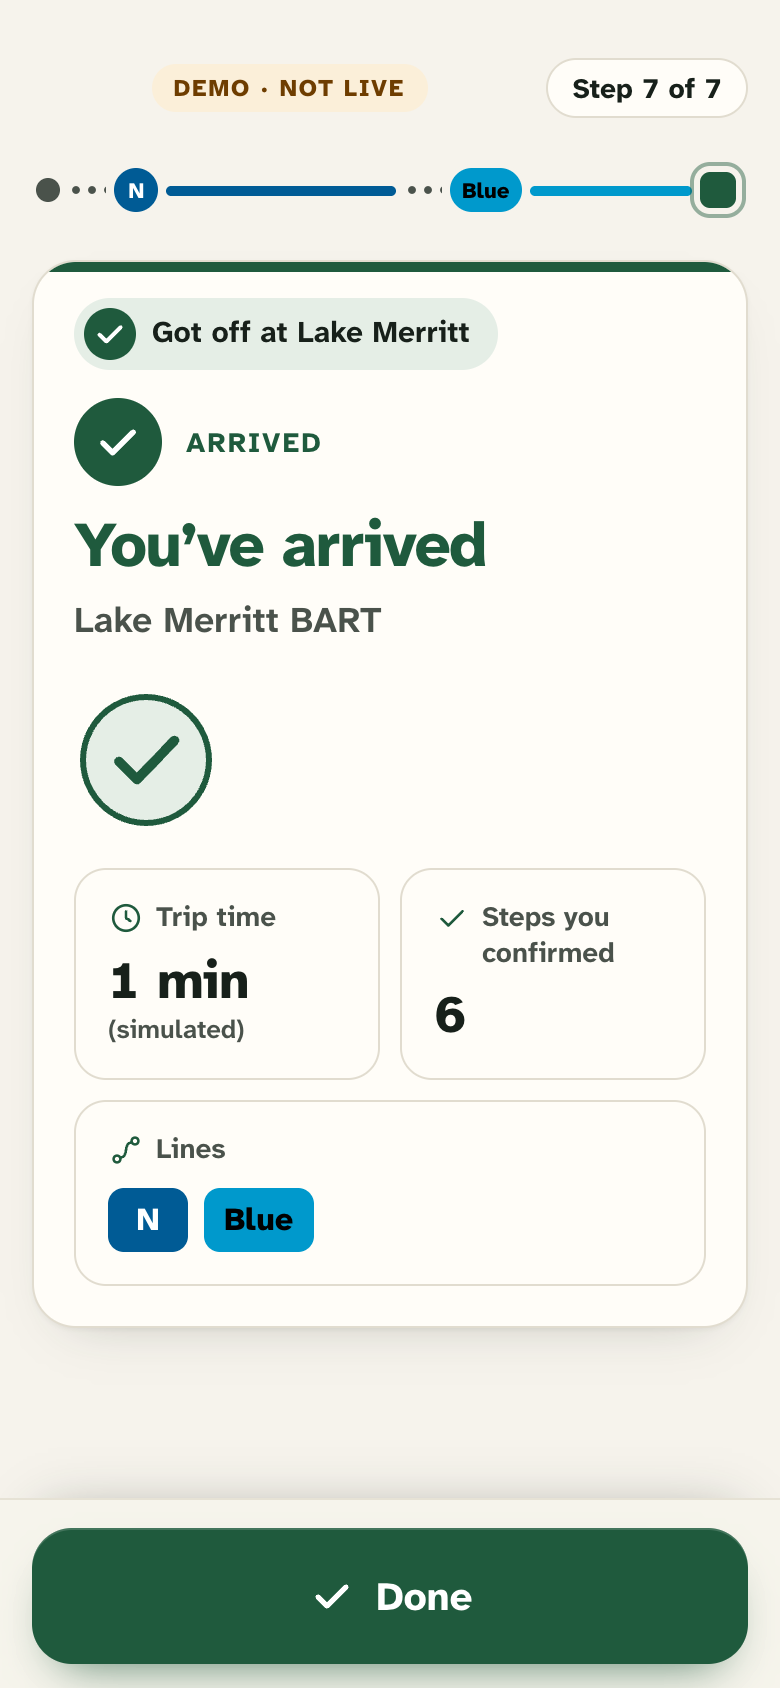 DEMO · NOT LIVE
Step 7 of 7
N
Blue
Got off at Lake Merritt
ARRIVED
You’ve arrived
Lake Merritt BART
Trip time
1 min
(simulated)
Steps you
confirmed
6
Lines
N
Blue
Done